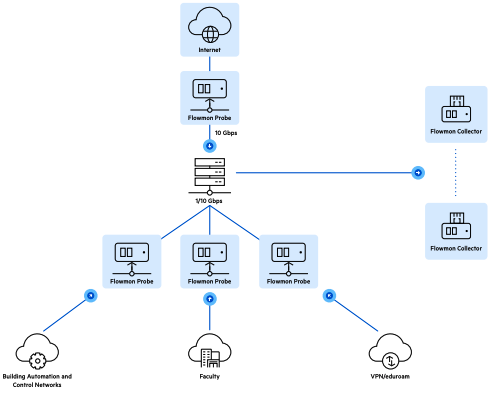 Internet
Flowmon Probe
10 Gbps
Flowmon Collector
1/10 Gbps
Flowmon Collector
Flowmon Probe
Flowmon Probe
Flowmon Probe
Building Automation and
Control Networks
Faculty
VPN/eduroam